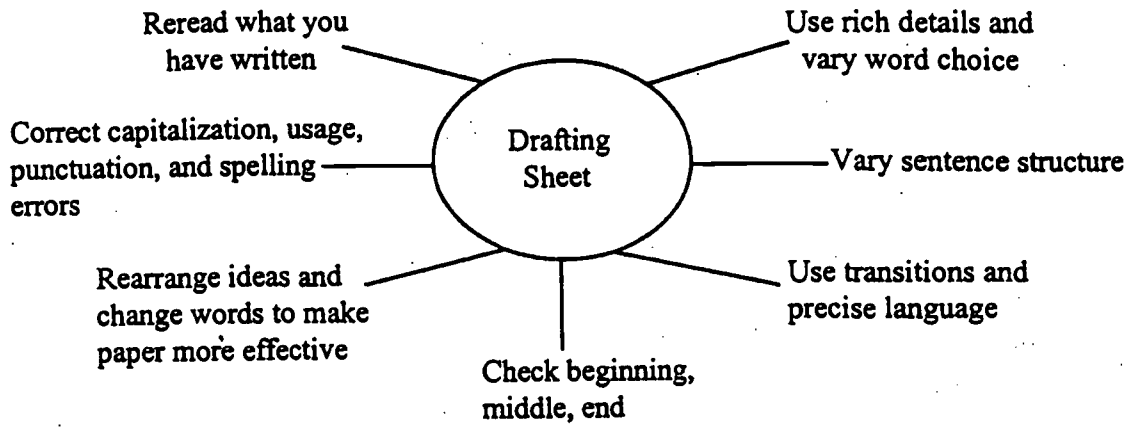 Reread what you
have written
Use rich details and
vary word choice
Correct capitalization, usage,
punctuation, and spelling
errors
Drafting
Sheet
Vary sentence structure
Rearrange ideas and
change words to make
paper more effective
Use transitions and
precise language
Check beginning,
middle, end